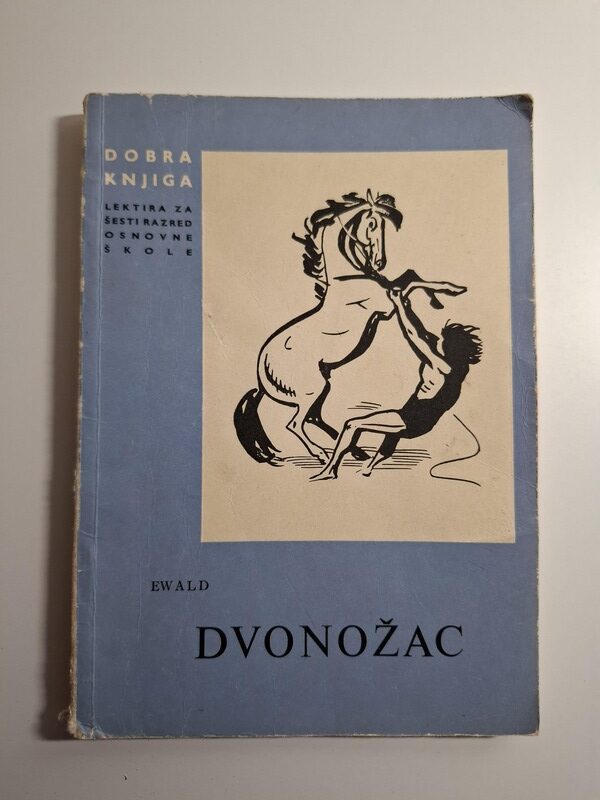 DOBRA
KNJIGA
LEKTIRA ZA
ŠESTI RAZRED
OSNOVNE
ŠKOLE
EWALD
DVONOŽAC